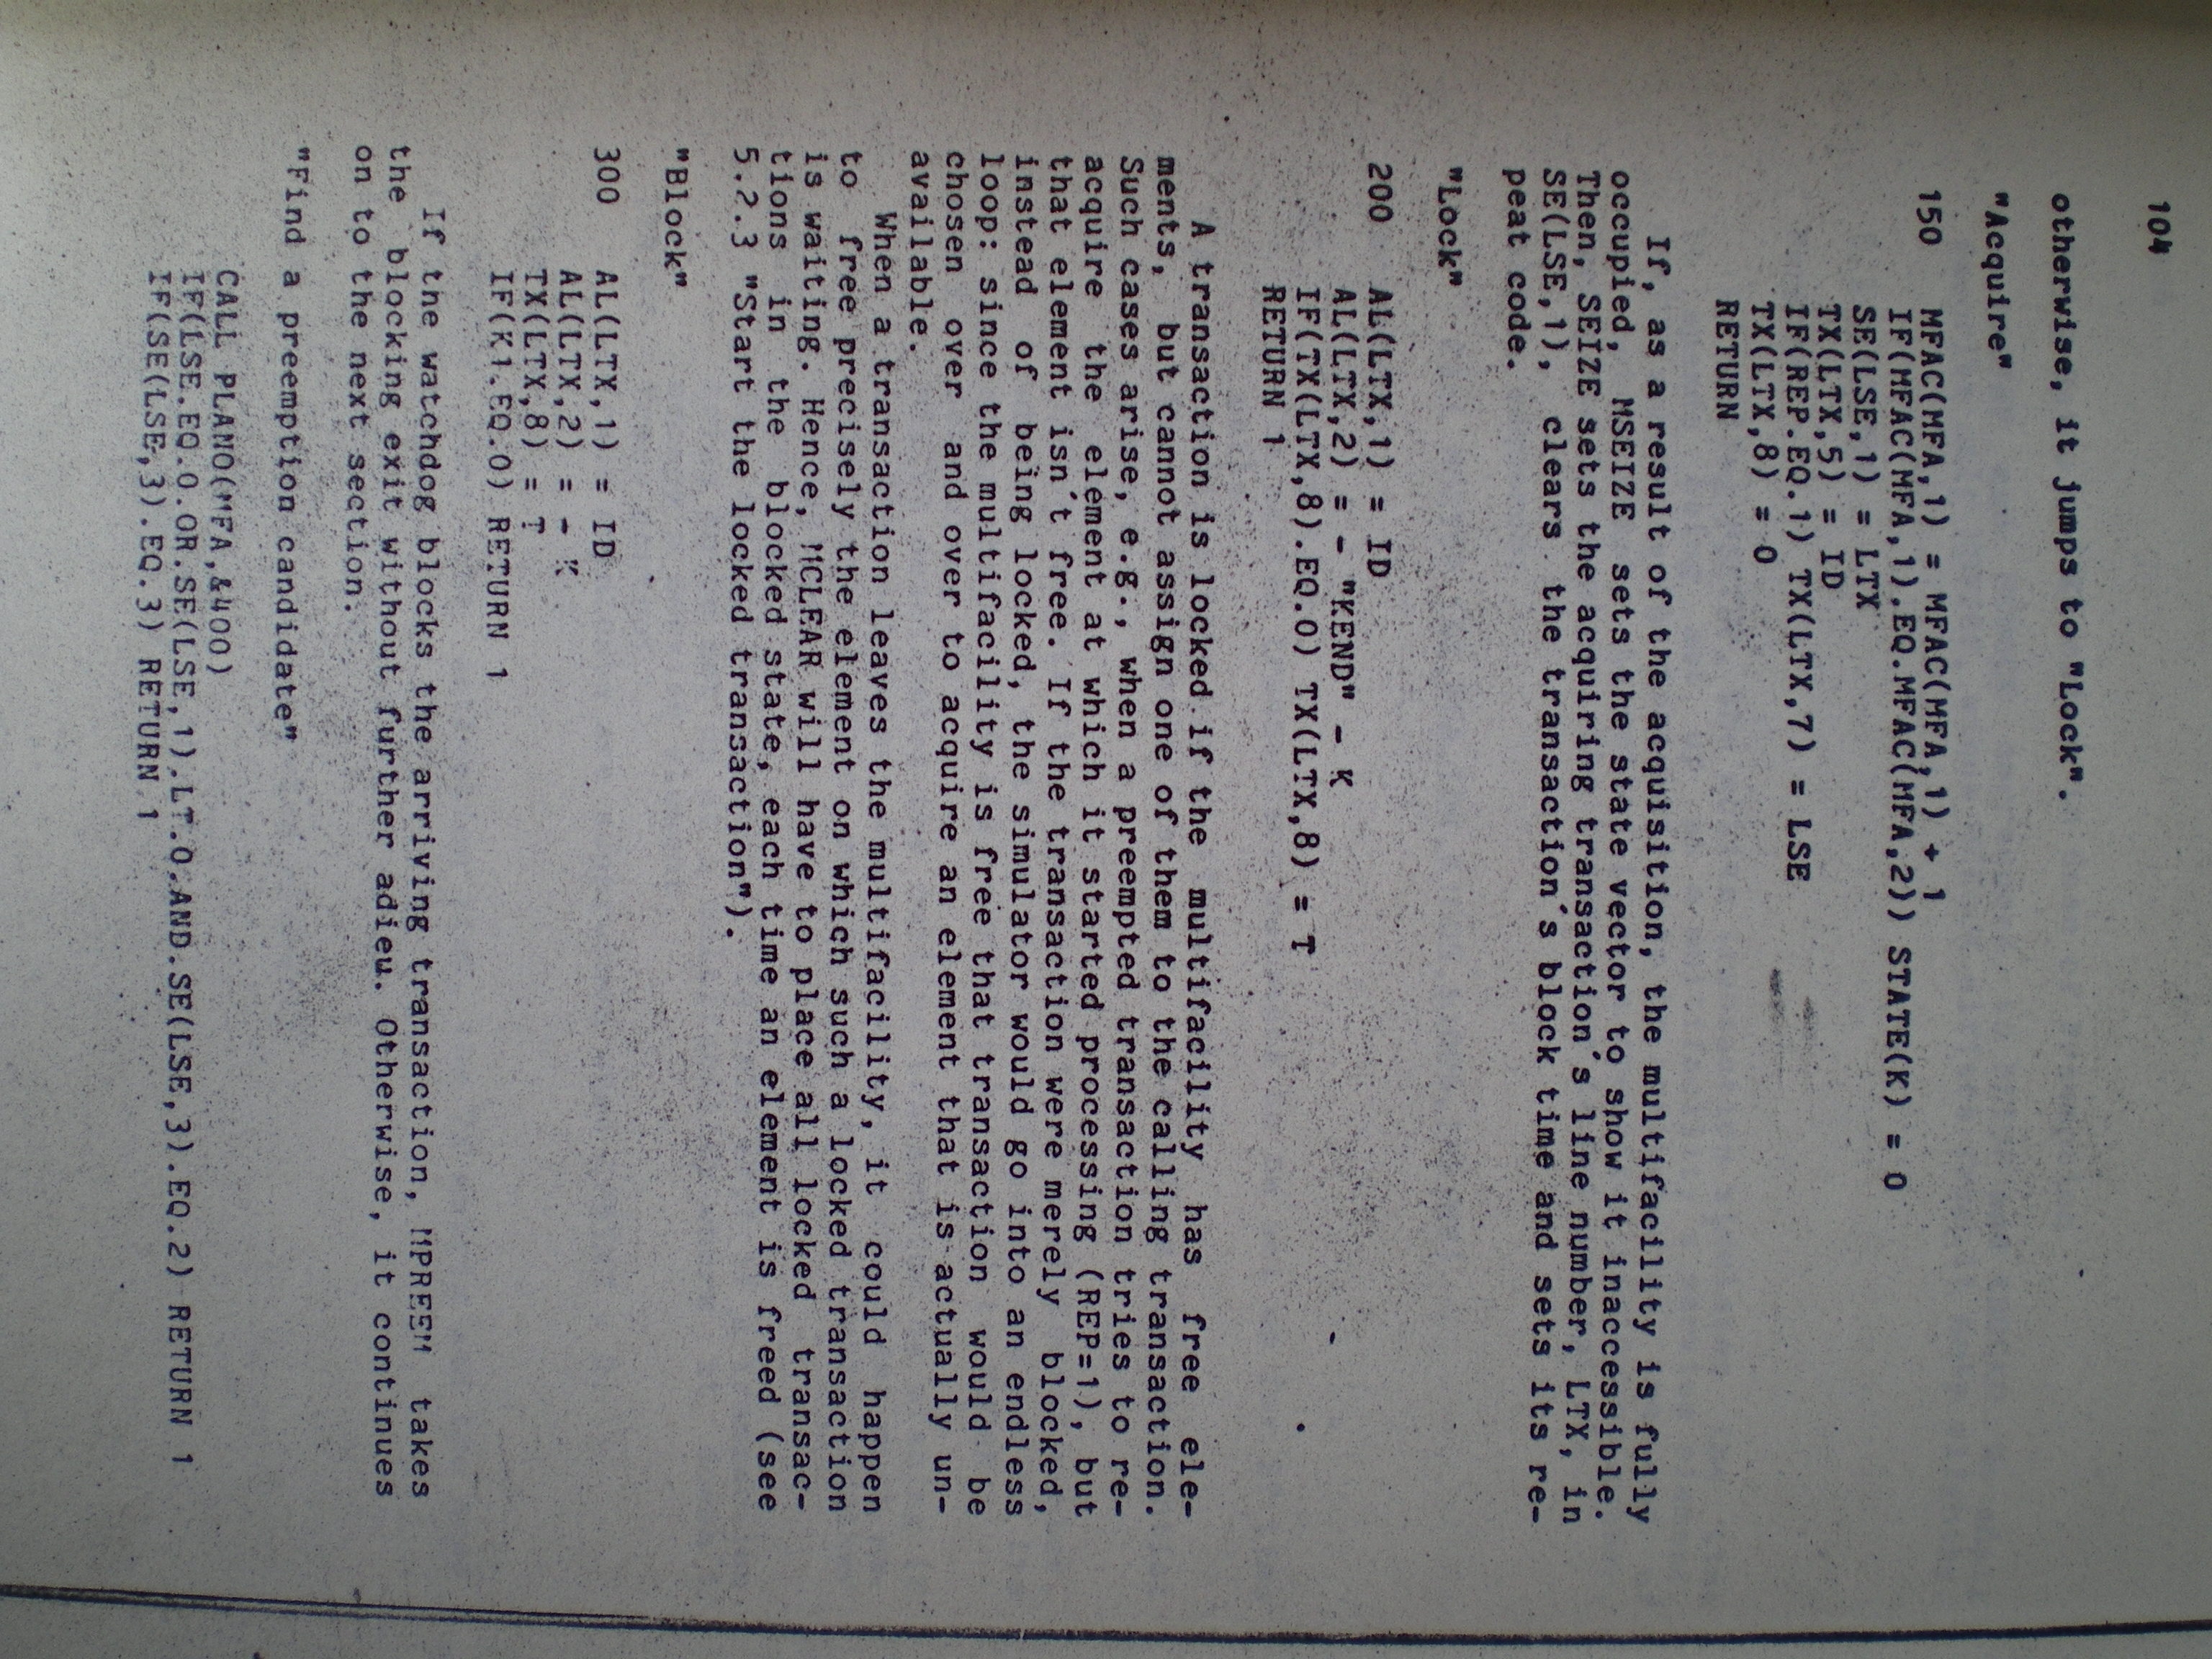 104
otherwise, it jumps to "Lock".
"Acquire"
150 MFAC(MFA,1) = MFAC(MFA,1) + 1
IF(MFAC(MFA,1).EQ.MFAC(MFA,2)) STATE(K) = 0
SE(LSE,1) = LTX
TX(LTX,5) = ID
IF(REP.EQ.1) TX(LTX,7) = LSE
TX(LTX,8) = 0
RETURN
If, as a result of the acquisition, the multifacility is fully
occupied, MSEIZE sets the state vector to show it inaccessible.
Then, SEIZE sets the acquiring transaction's line number, LTX, in
SE(LSE,1), clears the transaction's block time and sets its re-
peat code.
"Lock"
200 AL(LTX,1) = ID
AL(LTX,2) = - "KEND" - K
IF(TX(LTX,8).EQ.0) TX(LTX,8) = T
RETURN 1
A transaction is locked if the multifacility has free ele-
ments, but cannot assign one of them to the calling transaction.
Such cases arise, e.g., when a preempted transaction tries to re-
acquire the element at which it started processing (REP=1), but
that element isn't free. If the transaction were merely blocked,
instead of being locked, the simulator would go into an endless
loop: since the multifacility is free that transaction would be
chosen over and over to acquire an element that is actually un-
available.
When a transaction leaves the multifacility, it could happen
to free precisely the element on which such a locked transaction
is waiting. Hence, MCLEAR will have to place all locked transac-
tions in the blocked state, each time an element is freed (see
5.2.3 "Start the locked transaction").
"Block"
300 AL(LTX,1) = ID
AL(LTX,2) = - K
TX(LTX,8) = T
IF(K1.EQ.0) RETURN 1
If the watchdog blocks the arriving transaction, MPREEM takes
the blocking exit without further adieu. Otherwise, it continues
on to the next section.
"Find a preemption candidate"
CALL PLANO(MFA,&400)
IF(LSE.EQ.0.OR.SE(LSE,1).LT.0.AND.SE(LSE,3).EQ.2) RETURN 1
IF(SE(LSE,3).EQ.3) RETURN 1